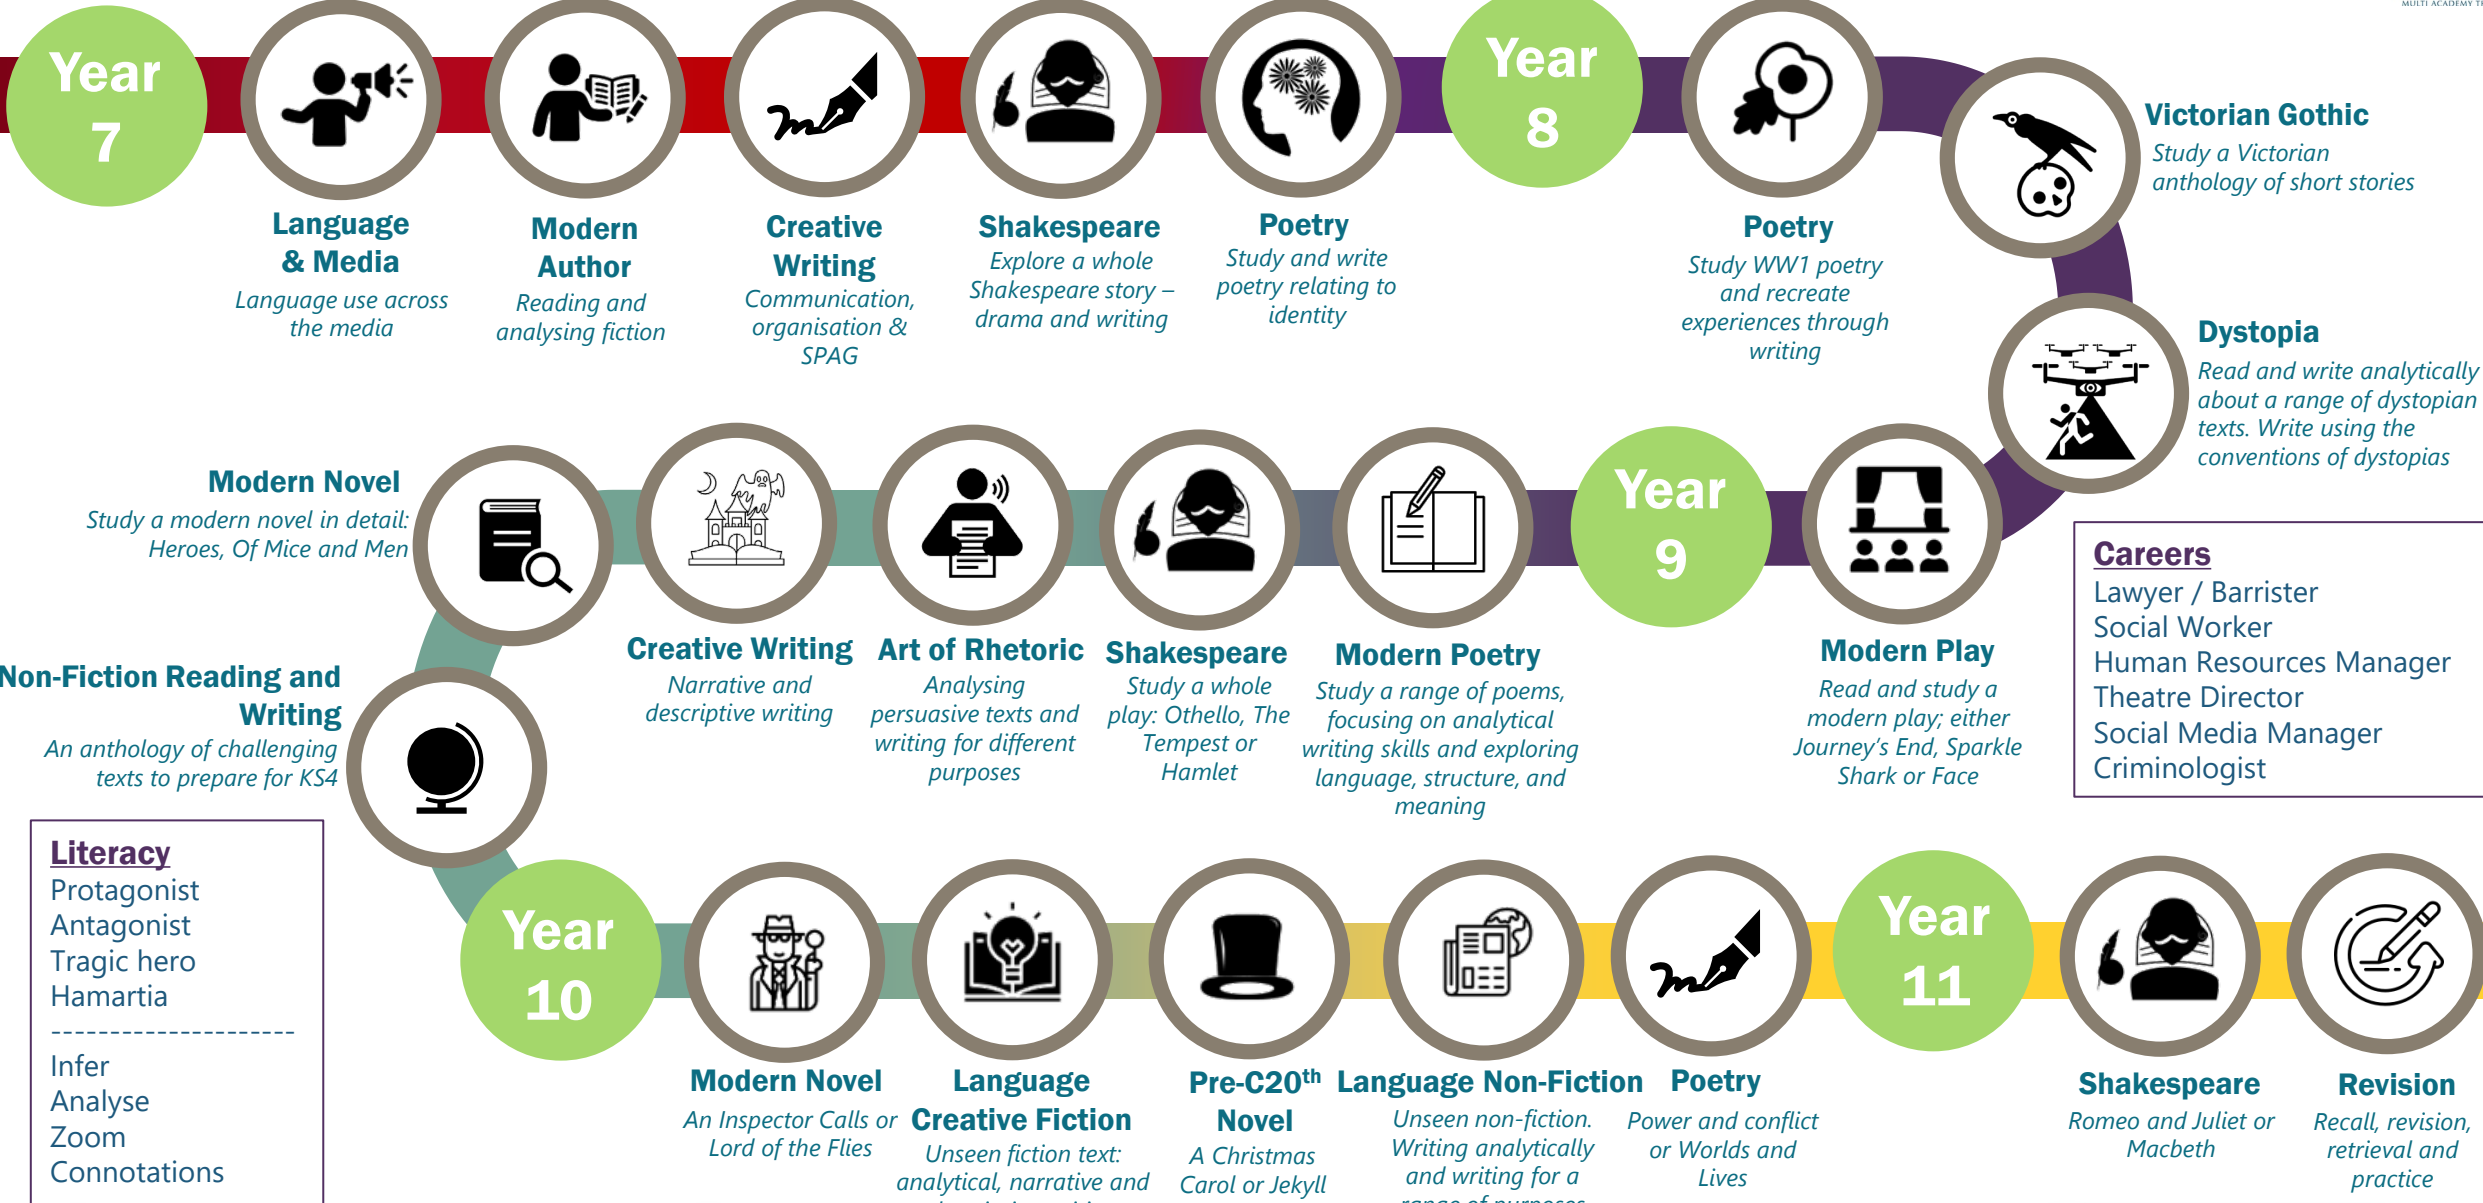 MULTI ACADEMY
Year
7
Language
& Media
Language use across
the media
Modern
Author
Reading and
analysing fiction
Creative
Writing
Communication,
organisation &
SPAG
Shakespeare
Explore a whole
Shakespeare story –
drama and writing
Poetry
Study and write
poetry relating to
identity
Year
8
Poetry
Study WW1 poetry
and recreate
experiences through
writing
Victorian Gothic
Study a Victorian
anthology of short stories
Dystopia
Read and write analytically
about a range of dystopian
texts. Write using the
conventions of dystopias
Modern Play
Read and study a
modern play; either
Journey's End, Sparkle
Shark or Face
Year
9
Modern Poetry
Study a range of poems,
focusing on analytical
writing skills and exploring
language, structure, and
meaning
Shakespeare
Study a whole
play: Othello, The
Tempest or
Hamlet
Art of Rhetoric
Analysing
persuasive texts and
writing for different
purposes
Creative Writing
Narrative and
descriptive writing
Modern Novel
Study a modern novel in detail:
Heroes, Of Mice and Men
Non-Fiction Reading and
Writing
An anthology of challenging
texts to prepare for KS4
Careers
Lawyer / Barrister
Social Worker
Human Resources Manager
Theatre Director
Social Media Manager
Criminologist
Literacy
Protagonist
Antagonist
Tragic hero
Hamartia
---------------------
Infer
Analyse
Zoom
Connotations
Year
10
Modern Novel
An Inspector Calls or
Lord of the Flies
Language
Creative Fiction
Unseen fiction text:
analytical, narrative and
Pre-C20th
Novel
A Christmas
Carol or Jekyll
Language Non-Fiction
Unseen non-fiction.
Writing analytically
and writing for a
range of purposes
Poetry
Power and conflict
or Worlds and
Lives
Year
11
Shakespeare
Romeo and Juliet or
Macbeth
Revision
Recall, revision,
retrieval and
practice